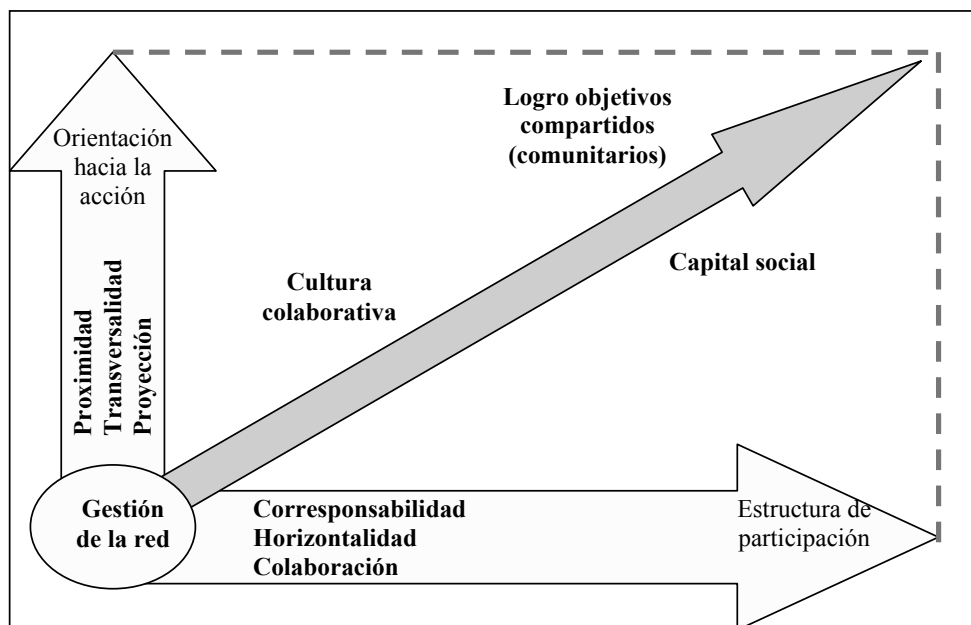 Logro objetivos
compartidos
(comunitarios)
Orientación
hacia la
acción
Capital social
Cultura
colaborativa
Proximidad
Transversalidad
Proyección
Gestión
de la red
Corresponsabilidad
Horizontalidad
Colaboración
Estructura de
participación